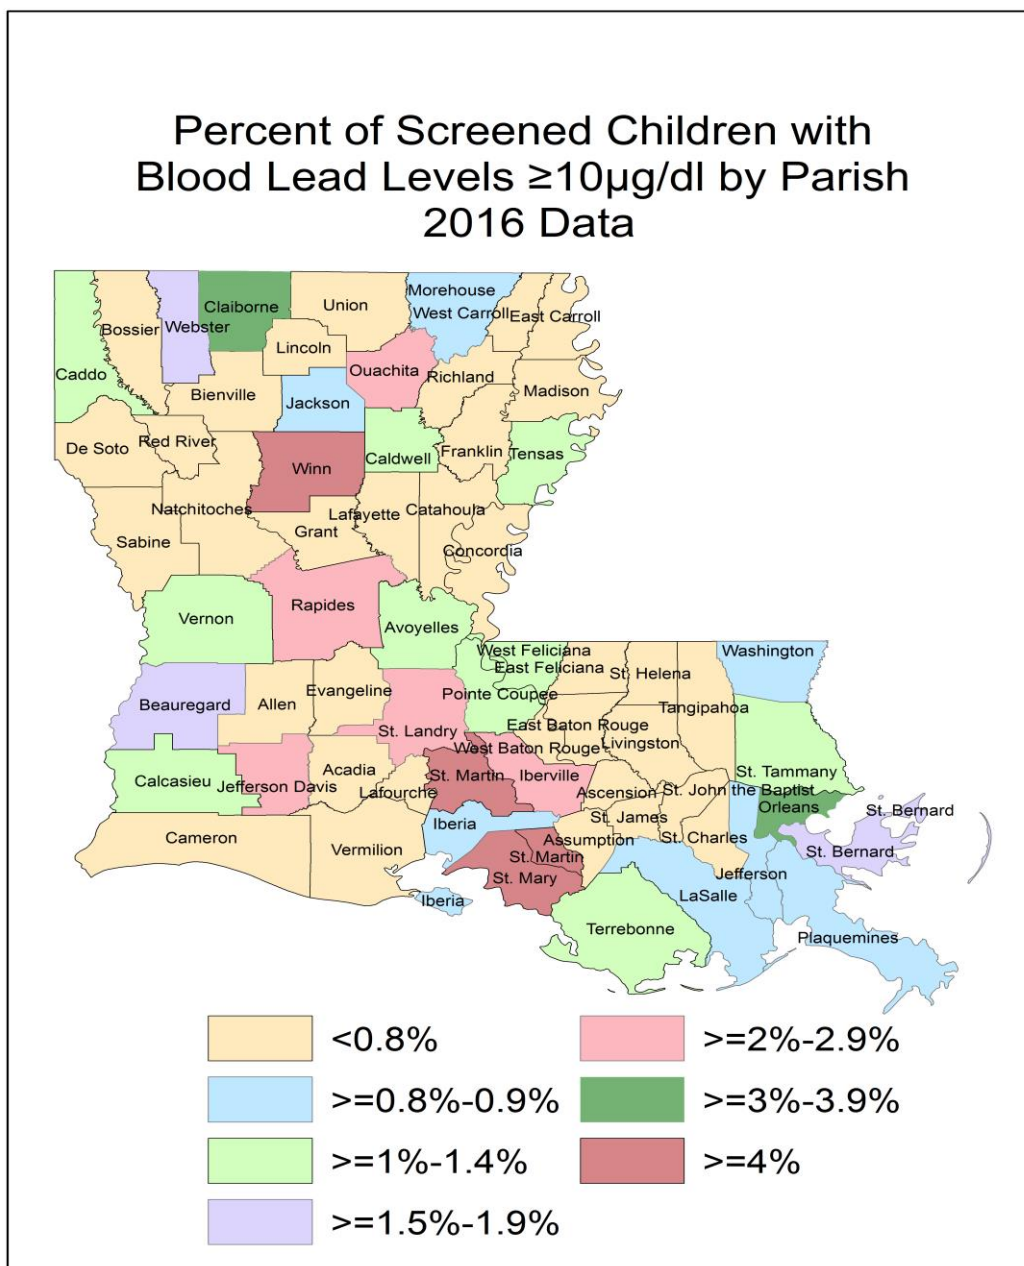 Percent of Screened Children with
Blood Lead Levels ≥10µg/dl by Parish
2016 Data
Morehouse
Claiborne
Union
West Carroll
East Carroll
Bossier
Webster
Lincoln
Caddo
Ouachita
Richland
Bienville
Madison
Jackson
De Soto
Red River
Franklin
Tensas
Caldwell
Winn
Natchitoches
Lafayette
Catahoula
Grant
Sabine
Concordia
Rapides
Vernon
Avoyelles
West Feliciana
Washington
East Feliciana
St. Helena
Evangeline
Pointe Coupee
Beauregard
Allen
Tangipahoa
St. Landry
East Baton Rouge
West Baton Rouge
Livingston
Acadia
St. Martin
Iberville
St. Tammany
Calcasieu
Jefferson Davis
Lafourche
Ascension
St. John the Baptist
Orleans
St. Bernard
Iberia
St. James
Cameron
Assumption
St. Charles
Vermilion
St. Martin
St. Bernard
St. Mary
Jefferson
Iberia
LaSalle
Terrebonne
Plaquemines
<0.8%
>=2%-2.9%
>=0.8%-0.9%
>=3%-3.9%
>=1%-1.4%
>=4%
>=1.5%-1.9%